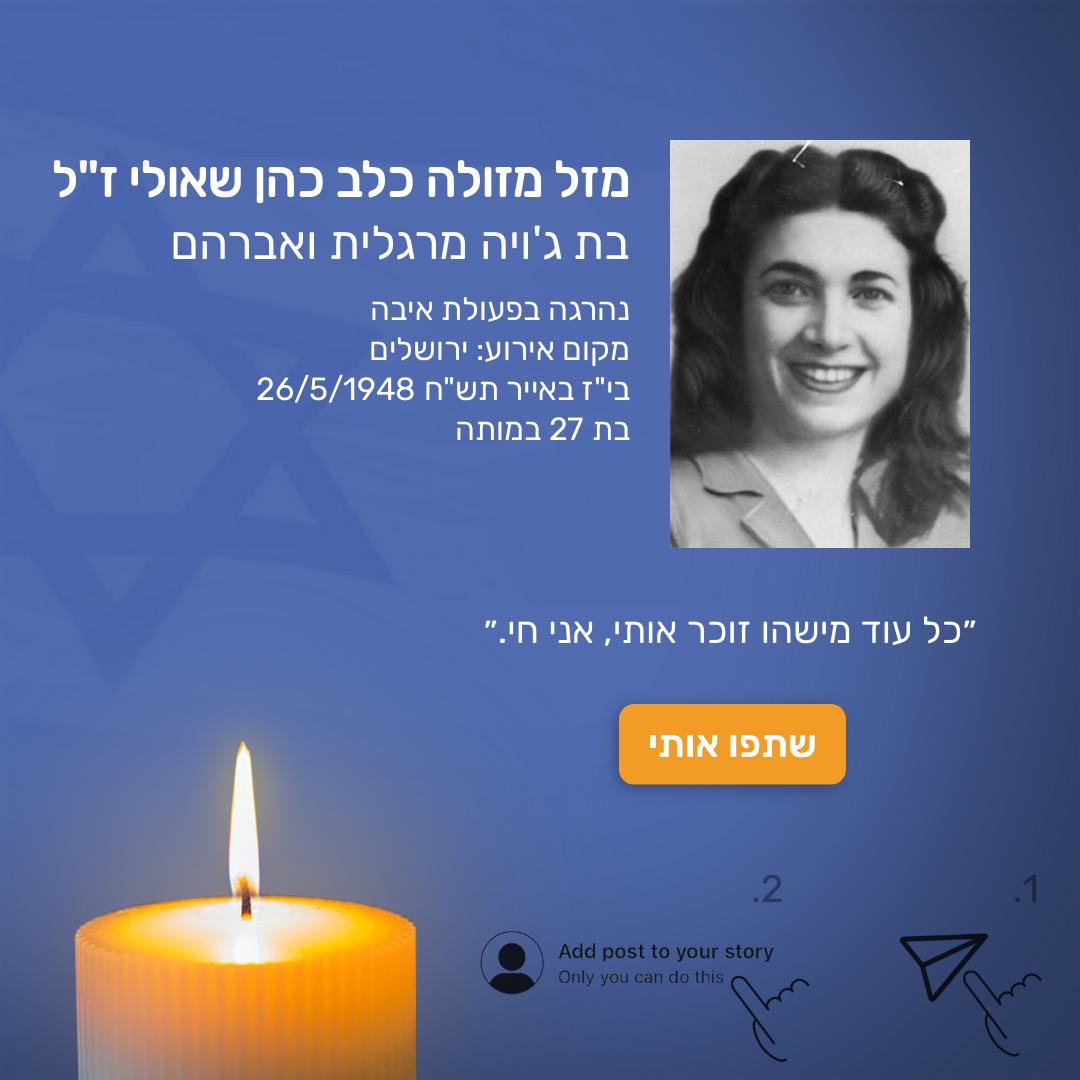 מזל מזולה כלב כהן שאולי ז"ל
בת ג'ויה מרגלית ואברהם
נהרגה בפעולת איבה
מקום אירוע: ירושלים
בי"ז באייר תש"ח 26/5/1948
בת 27 במותה
״כל עוד מישהו זוכר אותי, אני חי.״
שתפו אותי
.1
.2
Add post to your story
Only you can do this